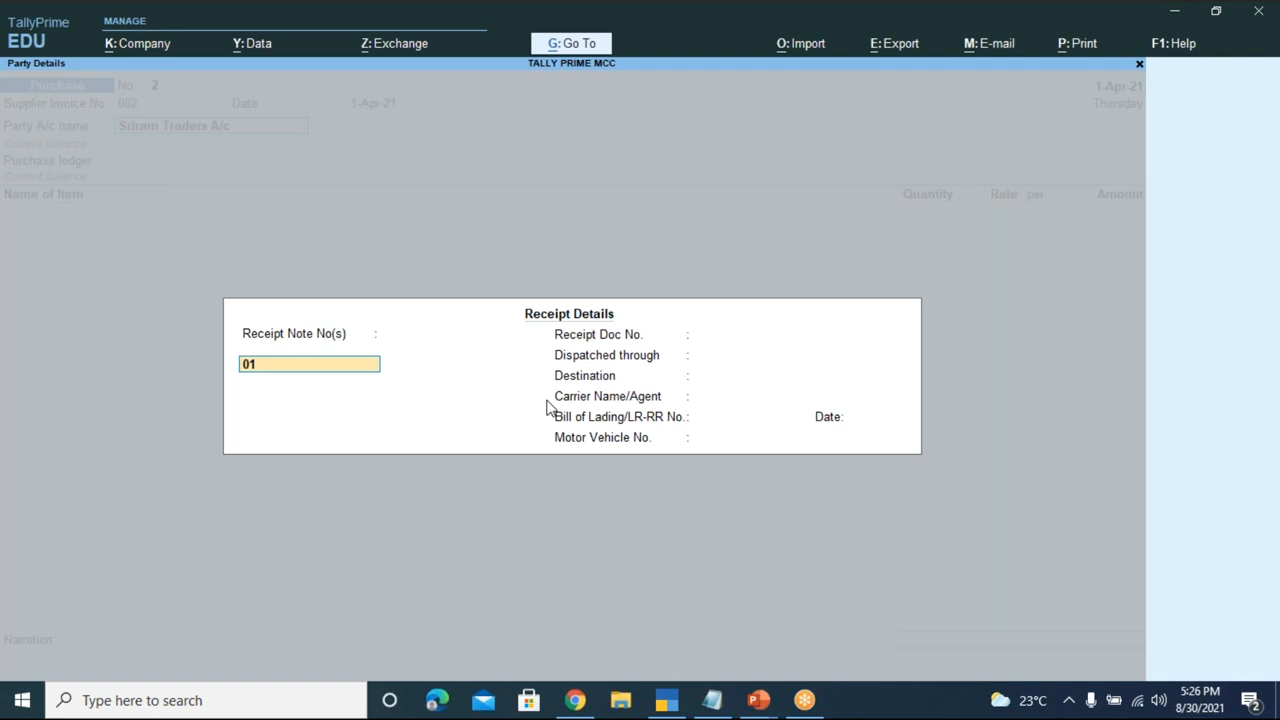 TallyPrime
EDU
MANAGE
K: Company
Y: Data
Z: Exchange
G: Go To
O: Import
E: Export
M: E-mail
P: Print
F1: Help
Party Details
TALLY PRIME MCC
Purchase
No. 2
1-Apr-21
Supplier Invoice No. 002
Date
1-Apr-21
Thursday
Party A/c name
Sriram Traders A/c
Current balance
Purchase ledger
Current balance
Name of Item
Quantity
Rate per
Amount
Receipt Details
Receipt Note No(s) :
01
Receipt Doc No. :
Dispatched through :
Destination :
Carrier Name/Agent :
Bill of Lading/LR-RR No. :
Date:
Motor Vehicle No. :
Narration
Type here to search
23°C
5:26 PM
8/30/2021
2